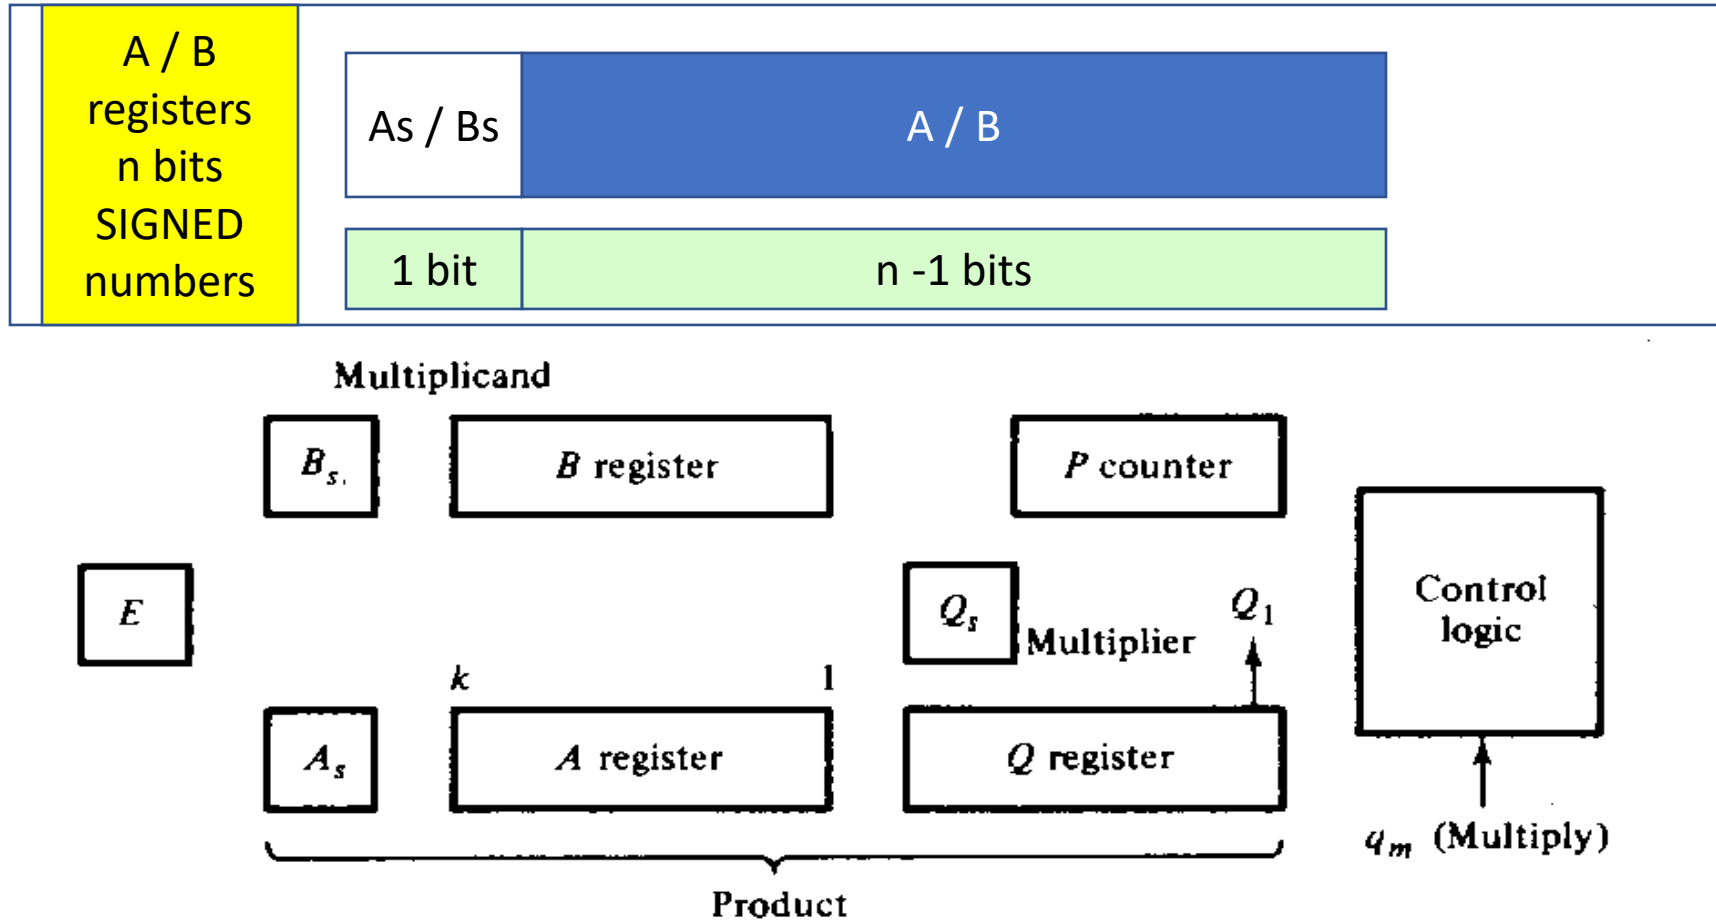 A / B
registers
n bits
SIGNED
numbers
As / Bs
A / B
1 bit
n -1 bits
Multiplicand
Bs
B register
P counter
E
Qs
Multiplier
Q1
Control
logic
k
1
As
A register
Q register
qm (Multiply)
Product